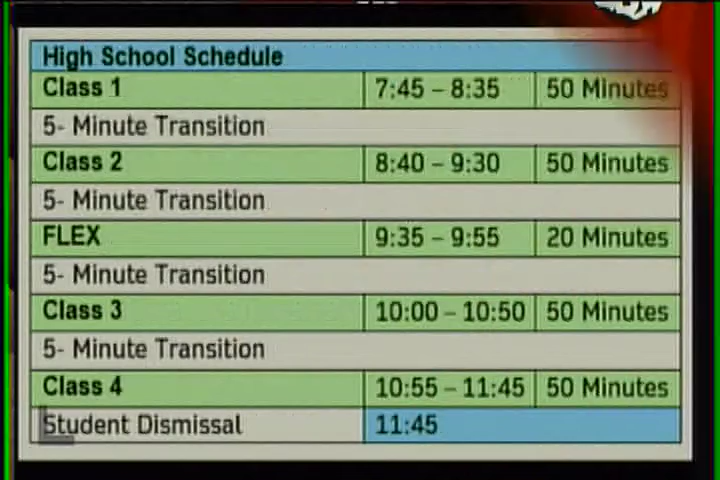 High School Schedule
Class 1 7:45 – 8:35 50 Minutes
5- Minute Transition
Class 2 8:40 – 9:30 50 Minutes
5- Minute Transition
FLEX 9:35 – 9:55 20 Minutes
5- Minute Transition
Class 3 10:00 – 10:50 50 Minutes
5- Minute Transition
Class 4 10:55 – 11:45 50 Minutes
Student Dismissal 11:45